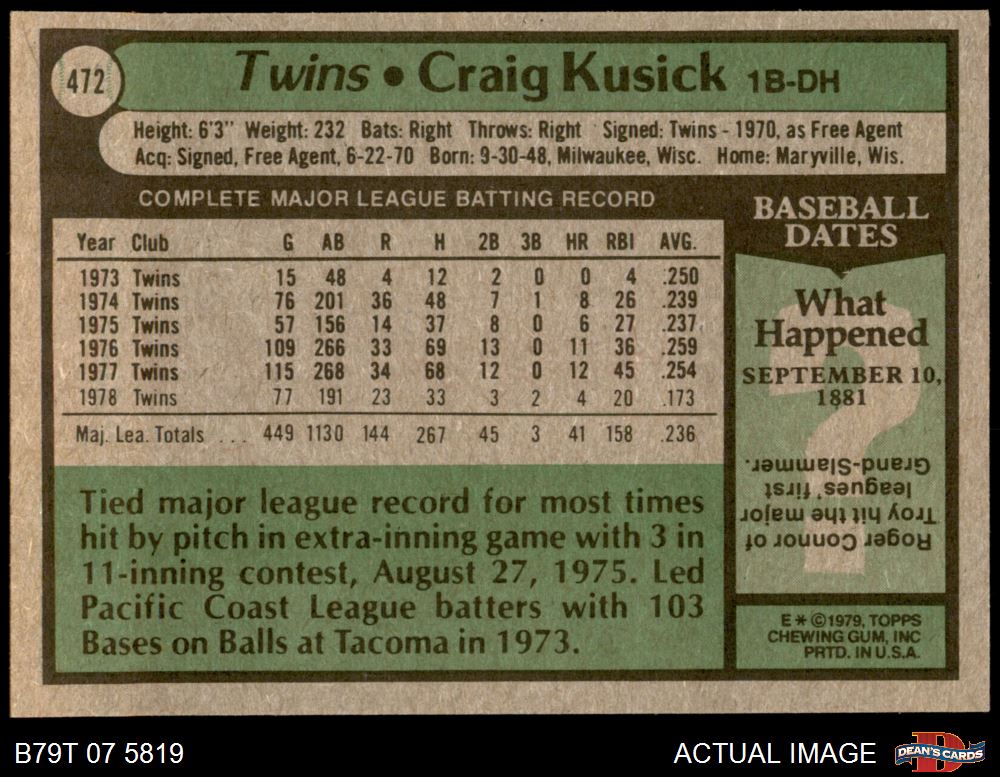 472
Twins • Craig Kusick 1B-DH
Height: 6'3" Weight: 232 Bats: Right Throws: Right Signed: Twins - 1970, as Free Agent
Acq: Signed, Free Agent, 6-22-70 Born: 9-30-48, Milwaukee, Wisc. Home: Maryville, Wis.
COMPLETE MAJOR LEAGUE BATTING RECORD
Year Club G AB R H 2B 3B HR RBI AVG.
1973 Twins 15 48 4 12 2 0 0 4 .250
1974 Twins 76 201 36 48 7 1 8 26 .239
1975 Twins 57 156 14 37 8 0 6 27 .237
1976 Twins 109 266 33 69 13 0 11 36 .259
1977 Twins 115 268 34 68 12 0 12 45 .254
1978 Twins 77 191 23 33 3 2 4 20 .173
Maj. Lea. Totals ... 449 1130 144 267 45 3 41 158 .236
Tied major league record for most times
hit by pitch in extra-inning game with 3 in
11-inning contest, August 27, 1975. Led
Pacific Coast League batters with 103
Bases on Balls at Tacoma in 1973.
BASEBALL
DATES
What
Happened
SEPTEMBER 10,
1881
?
Roger Connor of
Troy hit the major
leagues' first
Grand-Slammer.
E * © 1979, TOPPS
CHEWING GUM, INC
PRTD. IN U.S.A.
B79T 07 5819
ACTUAL IMAGE
D
DEAN'S CARDS